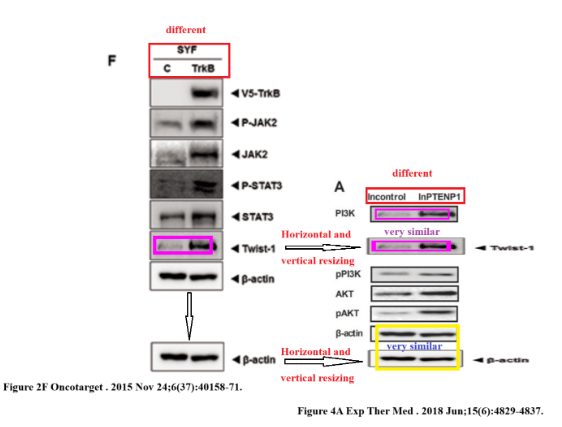 different
F
SYF
C TrkB
V5-TrkB
P-JAK2
JAK2
P-STAT3
STAT3
Twist-1
β-actin
β-actin
Figure 2F Oncotarget . 2015 Nov 24;6(37):40158-71.
different
A
lncontrol lnPTENP1
PI3K
Horizontal and
vertical resizing
very similar
Twist-1
pPI3K
AKT
pAKT
β-actin
very similar
Horizontal and
vertical resizing
β-actin
Figure 4A Exp Ther Med . 2018 Jun;15(6):4829-4837.